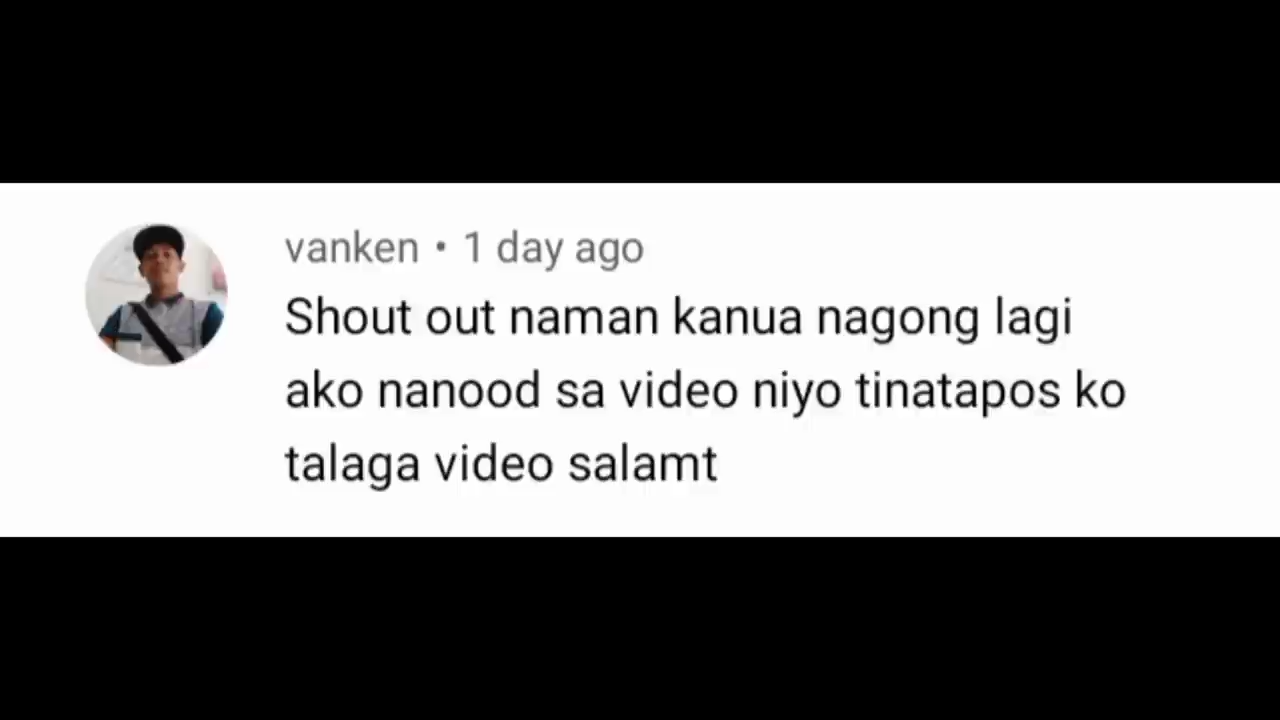 vanken • 1 day ago
Shout out naman kanua nagong lagi
ako nanood sa video niyo tinatapos ko
talaga video salamt